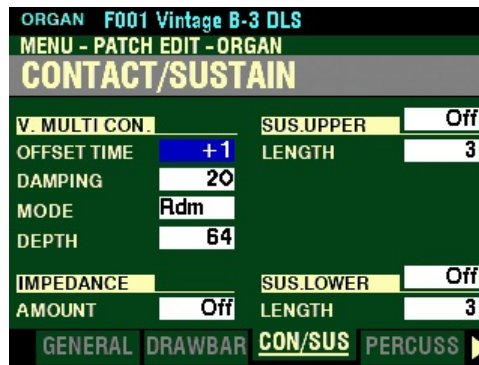 ORGAN F001 Vintage B-3 DLS
MENU - PATCH EDIT - ORGAN
CONTACT/SUSTAIN
V. MULTI CON.
OFFSET TIME +1
DAMPING 20
MODE Rdm
DEPTH 64
IMPEDANCE
AMOUNT Off
SUS.UPPER Off
LENGTH 3
SUS.LOWER Off
LENGTH 3
GENERAL DRAWBAR CON/SUS PERCUSS